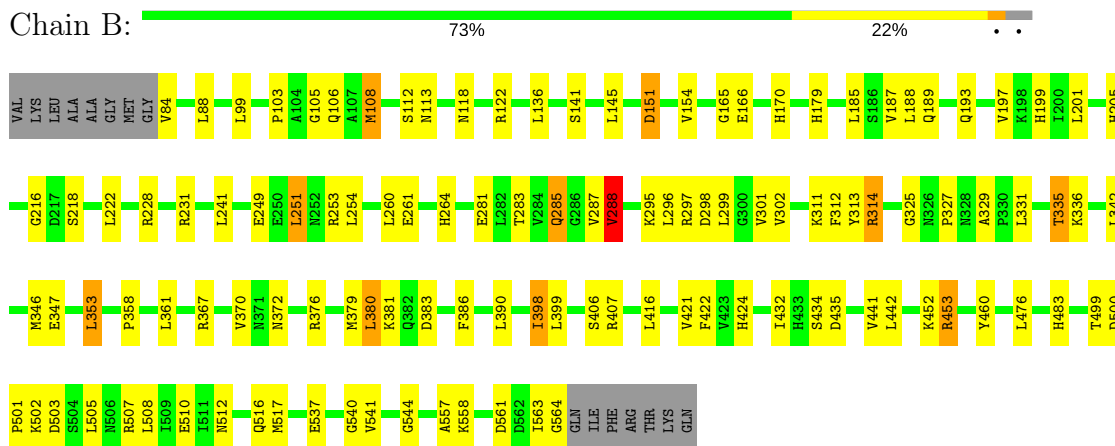 Chain B:
73% 22% • •
VAL LYS LEU ALA ALA GLY MET GLY V84 L88 L99 P103 A104 G105 Q106 A107 M108 S112 N113 N118 R122 L136 S141 L145 D151 V154 G165 E166 H170 H179 L185 S186 V187 L188 Q189 Q193 V197 K198 H199 I200 L201
G216 D217 S218 L222 R228 R231 L241 E249 E250 L251 N252 R253 L254 L260 E261 H264 E281 L282 T283 V284 Q285 G286 V287 V288 K295 L296 R297 D298 L299 G300 V301 V302 K311 F312 Y313 R314 G325 N326 P327 N328 A329 P330 L331 T335 K336
M346 E347 L353 P358 L361 R367 V370 N371 N372 R376 M379 L380 K381 Q382 D383 F386 L390 I398 L399 S406 R407 L416 V421 F422 V423 H424 I432 H433 S434 D435 V441 L442 K452 R453 Y460 L476 H483 T499
P501 K502 D503 S504 L505 N506 R507 L508 I509 E510 I511 N512 Q516 M517 E537 G540 V541 G544 A557 K558 D561 D562 I563 G564 GLN ILE PHE ARG THR LYS GLN